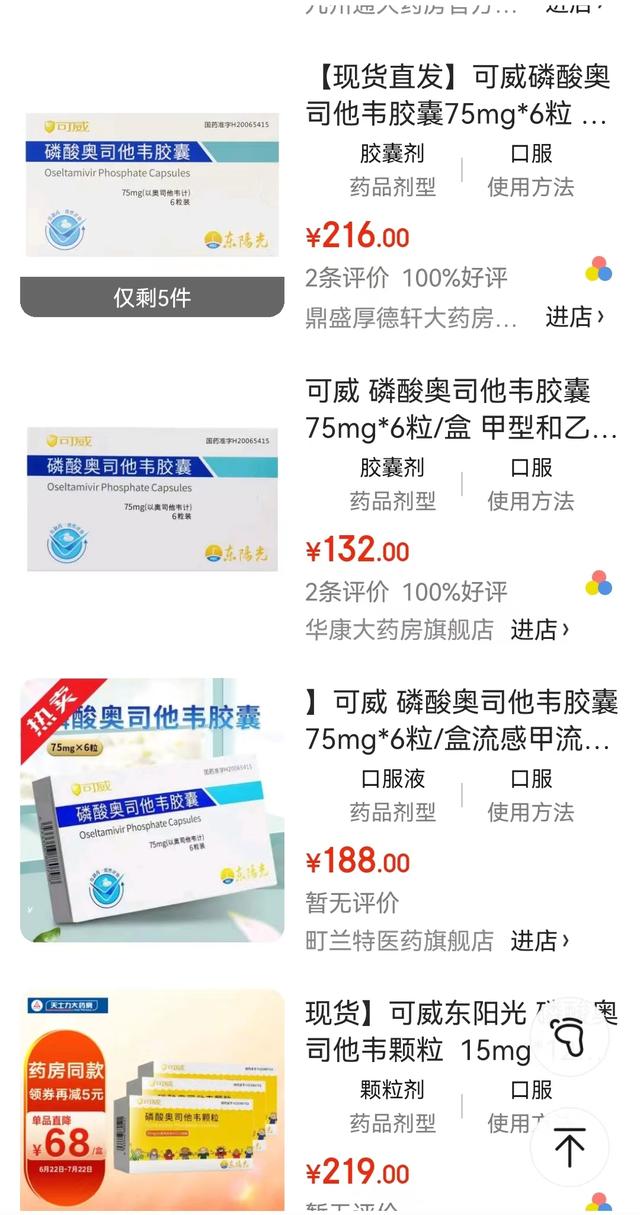 九州通大药房官方... 进店›
【现货直发】可威磷酸奥
司他韦胶囊75mg*6粒 ...
胶囊剂 口服
药品剂型 使用方法
¥216.00
2条评价 100%好评
鼎盛厚德轩大药房... 进店›
可威
国药准字H20065415
磷酸奥司他韦胶囊
Oseltamivir Phosphate Capsules
75mg(以奥司他韦计)
6粒装
东阳光
仅剩5件
可威 磷酸奥司他韦胶囊
75mg*6粒/盒 甲型和乙...
胶囊剂 口服
药品剂型 使用方法
¥132.00
2条评价 100%好评
华康大药房旗舰店 进店›
可威
国药准字H20065415
磷酸奥司他韦胶囊
Oseltamivir Phosphate Capsules
75mg(以奥司他韦计)
6粒装
东阳光
】可威 磷酸奥司他韦胶囊
75mg*6粒/盒流感甲流...
口服液 口服
药品剂型 使用方法
¥188.00
暂无评价
町兰特医药旗舰店 进店›
热卖
酸奥司他韦胶囊
75mg×6粒
可威
国药准字H20065415
磷酸奥司他韦胶囊
Oseltamivir Phosphate Capsules
75mg(以奥司他韦计)
6粒装
东阳光
现货】可威东阳光 磷酸奥
司他韦颗粒 15mg
颗粒剂 口服
药品剂型 使用方
¥219.00
暂无评价
天士力大药房
药房同款
领券再减5元
单品直降
¥68/盒
6月22日-7月22日
可威
磷酸奥司他韦颗粒
东阳光